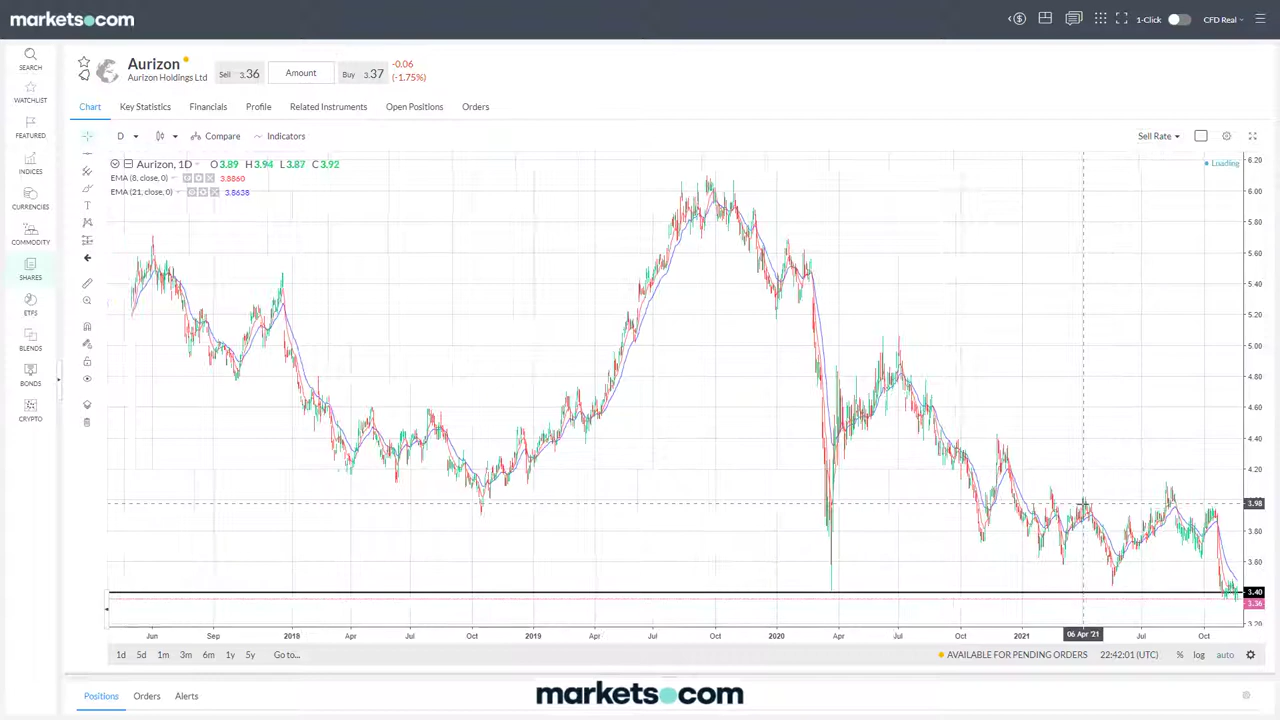 markets.com
1-Click
CFD Real
SEARCH
WATCHLIST
FEATURED
INDICES
CURRENCIES
COMMODITY
SHARES
ETFS
BLENDS
BONDS
CRYPTO
Aurizon
Aurizon Holdings Ltd
Sell 3.36
Amount
Buy 3.37
-0.06
(-1.75%)
Chart
Key Statistics
Financials
Profile
Related Instruments
Open Positions
Orders
D
Compare
Indicators
Sell Rate
Aurizon, 1D
O 3.89 H 3.94 L 3.87 C 3.92
Loading
EMA (8, close, 0)
3.8860
EMA (21, close, 0)
3.8638
6.20
6.00
5.80
5.60
5.40
5.20
5.00
4.80
4.60
4.40
4.20
3.98
3.80
3.60
3.40
3.36
3.20
Jun
Sep
2018
Apr
Jul
Oct
2019
Apr
Jul
Oct
2020
Apr
Jul
Oct
2021
06 Apr '21
Jul
Oct
1d
5d
1m
3m
6m
1y
5y
Go to...
AVAILABLE FOR PENDING ORDERS
22:42:01 (UTC)
%
log
auto
Positions
Orders
Alerts
markets.com